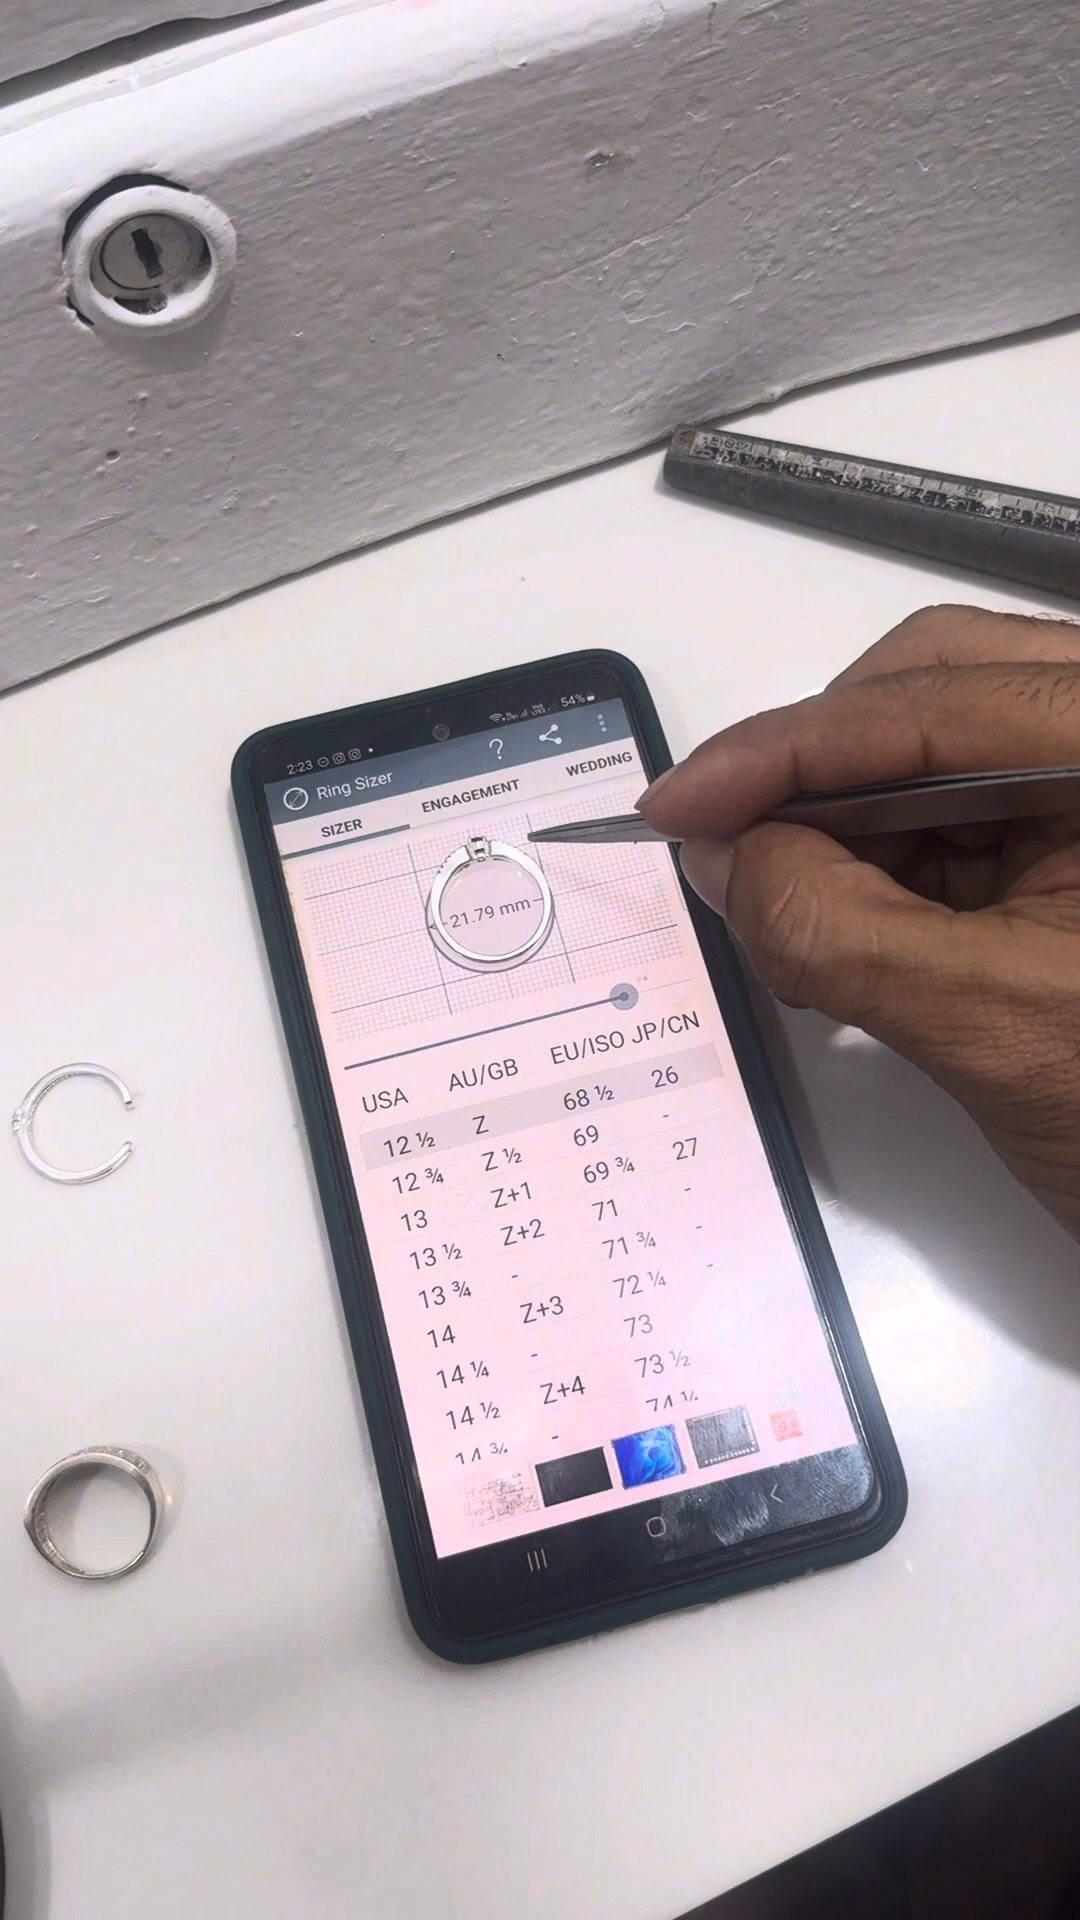 2:23
54%
Ring Sizer
?
SIZER
ENGAGEMENT
WEDDING
21.79 mm
USA AU/GB EU/ISO JP/CN
12 ½ Z 68 ½ 26
12 ¾ Z ½ 69 -
13 Z+1 69 ¾ 27
13 ½ Z+2 71 -
13 ¾ - 71 ¾ -
14 Z+3 72 ¼ -
14 ¼ - 73
14 ½ Z+4 73 ½
14 ¾ - 74 ¼